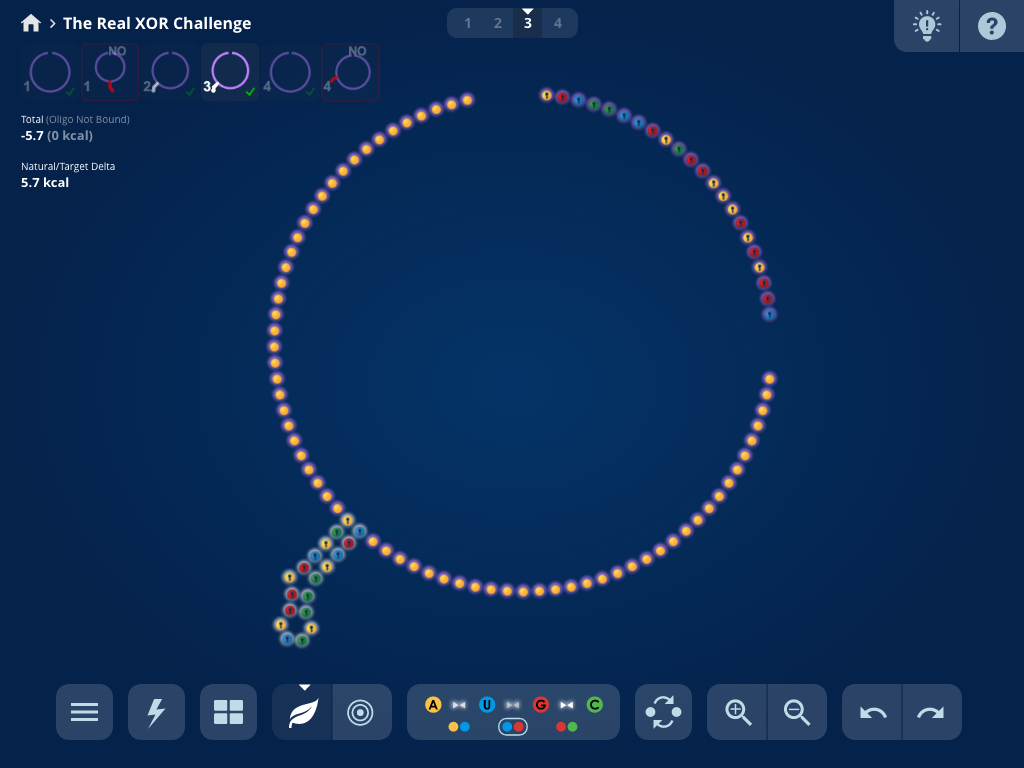 The Real XOR Challenge
1 2 3 4
?
1 NO 1 2 3 4 NO 4
Total (Oligo Not Bound)
-5.7 (0 kcal)
Natural/Target Delta
5.7 kcal
A U G C